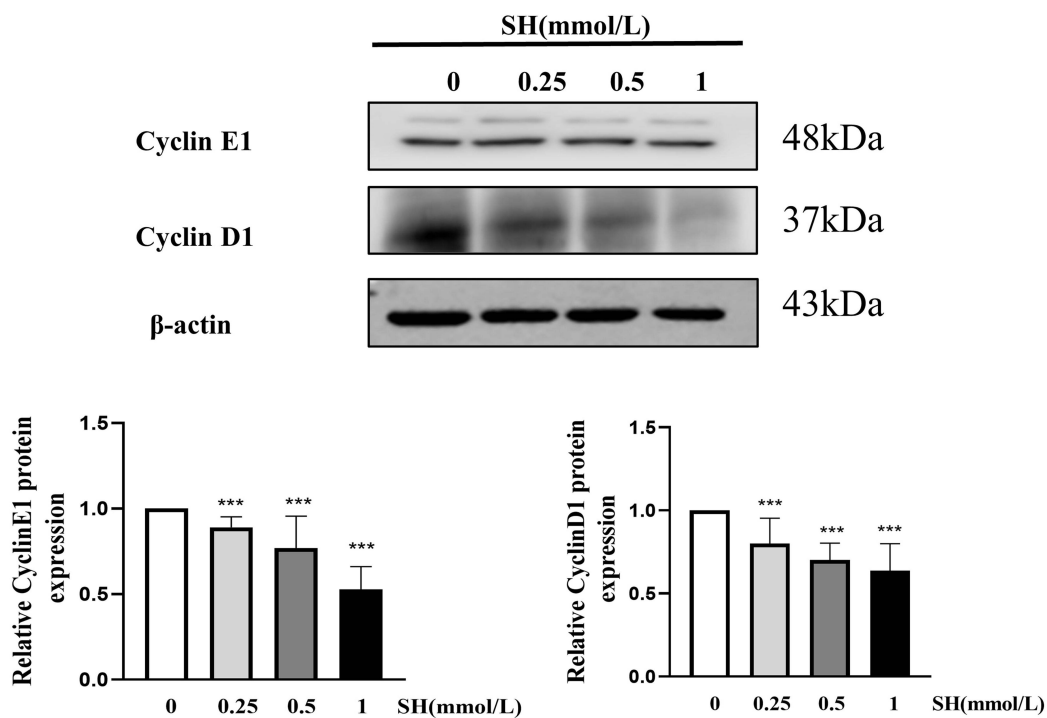 SH(mmol/L)
0 0.25 0.5 1
Cyclin E1 48kDa
Cyclin D1 37kDa
β-actin 43kDa
Relative CyclinE1 protein
expression
1.5
1.0
0.5
0.0
***
***
***
0 0.25 0.5 1 SH(mmol/L)
Relative CyclinD1 protein
expression
1.5
1.0
0.5
0.0
***
***
***
0 0.25 0.5 1 SH(mmol/L)